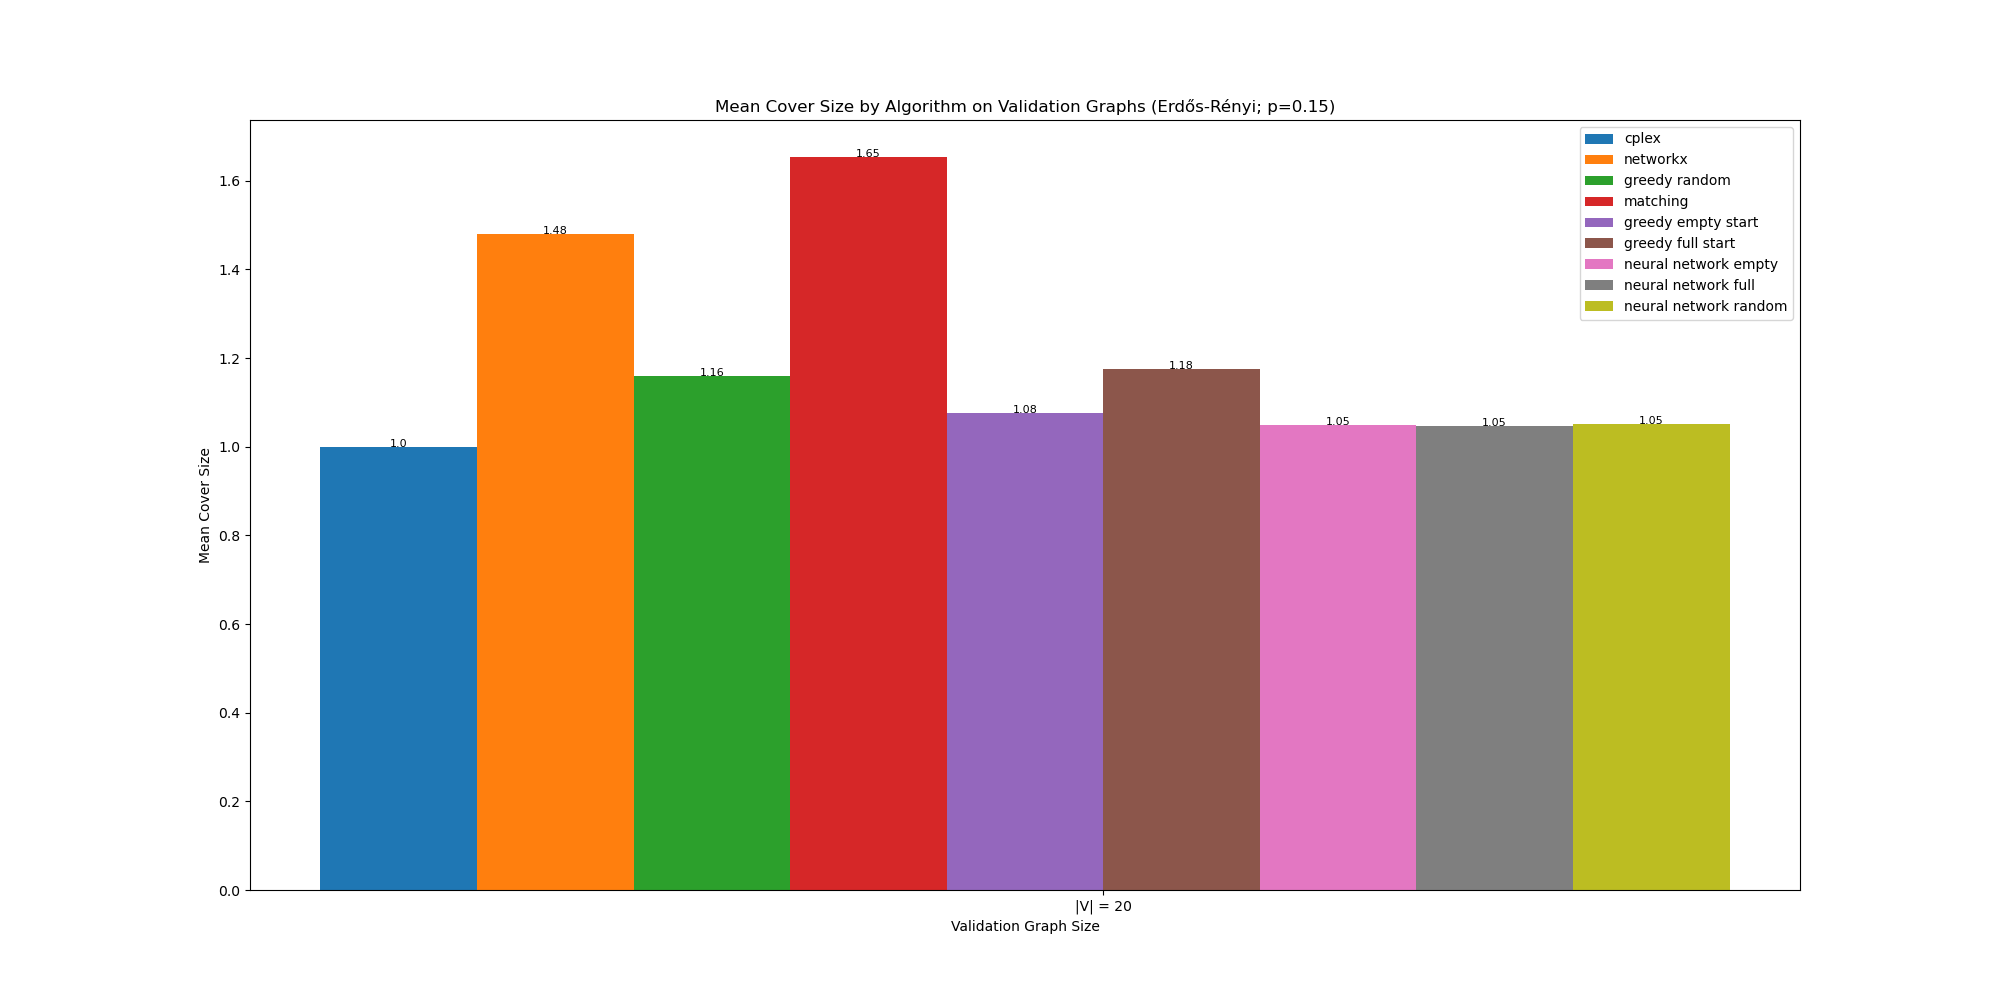 Mean Cover Size by Algorithm on Validation Graphs (Erdős-Rényi; p=0.15)
cplex
networkx
greedy random
matching
greedy empty start
greedy full start
neural network empty
neural network full
neural network random
1.65
1.48
1.16
1.18
1.08
1.05
1.05
1.05
1.0
Mean Cover Size
1.6
1.4
1.2
1.0
0.8
0.6
0.4
0.2
0.0
|V| = 20
Validation Graph Size